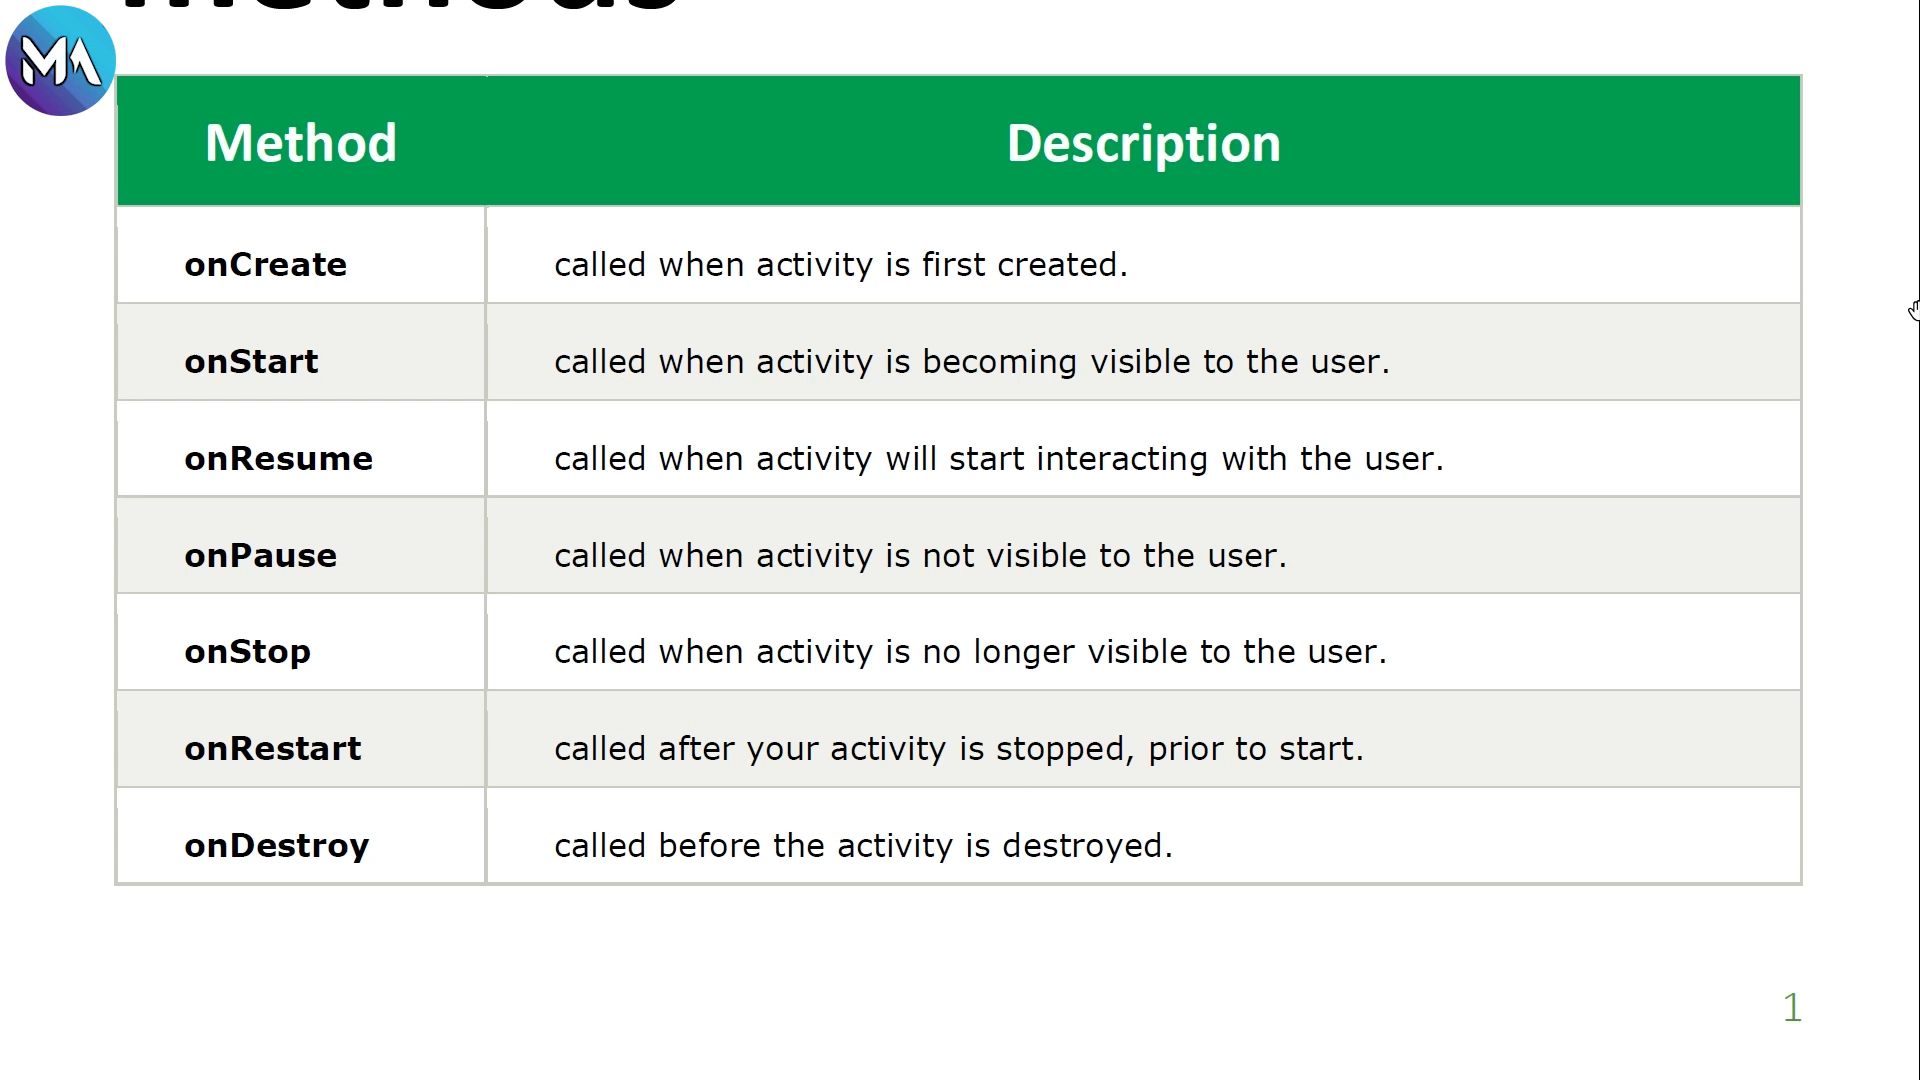 MA
Method Description
onCreate called when activity is first created.
onStart called when activity is becoming visible to the user.
onResume called when activity will start interacting with the user.
onPause called when activity is not visible to the user.
onStop called when activity is no longer visible to the user.
onRestart called after your activity is stopped, prior to start.
onDestroy called before the activity is destroyed.
1